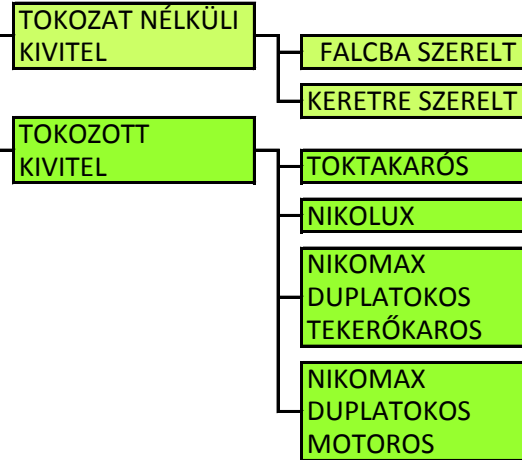 TOKOZAT NÉLKÜLI
KIVITEL
FALCBA SZERELT
KERETRE SZERELT
TOKOZOTT
KIVITEL
TOKTAKARÓS
NIKOLUX
NIKOMAX
DUPLATOKOS
TEKERŐKAROS
NIKOMAX
DUPLATOKOS
MOTOROS